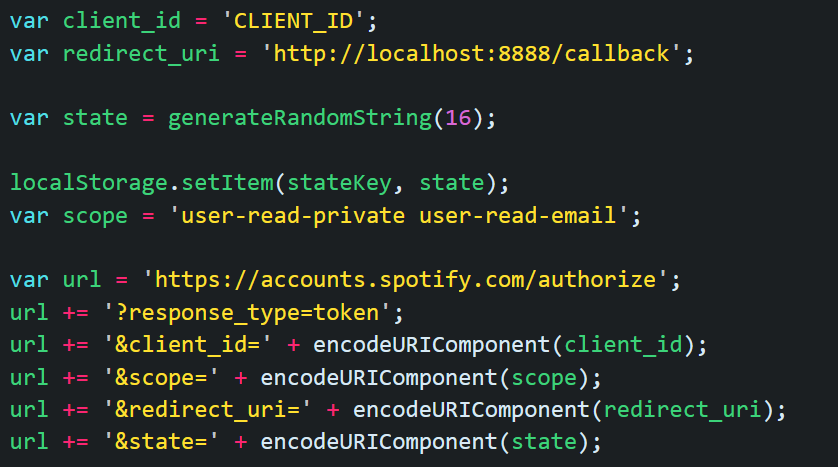 var client_id = 'CLIENT_ID';
var redirect_uri = 'http://localhost:8888/callback';
var state = generateRandomString(16);
localStorage.setItem(stateKey, state);
var scope = 'user-read-private user-read-email';
var url = 'https://accounts.spotify.com/authorize';
url += '?response_type=token';
url += '&client_id=' + encodeURIComponent(client_id);
url += '&scope=' + encodeURIComponent(scope);
url += '&redirect_uri=' + encodeURIComponent(redirect_uri);
url += '&state=' + encodeURIComponent(state);